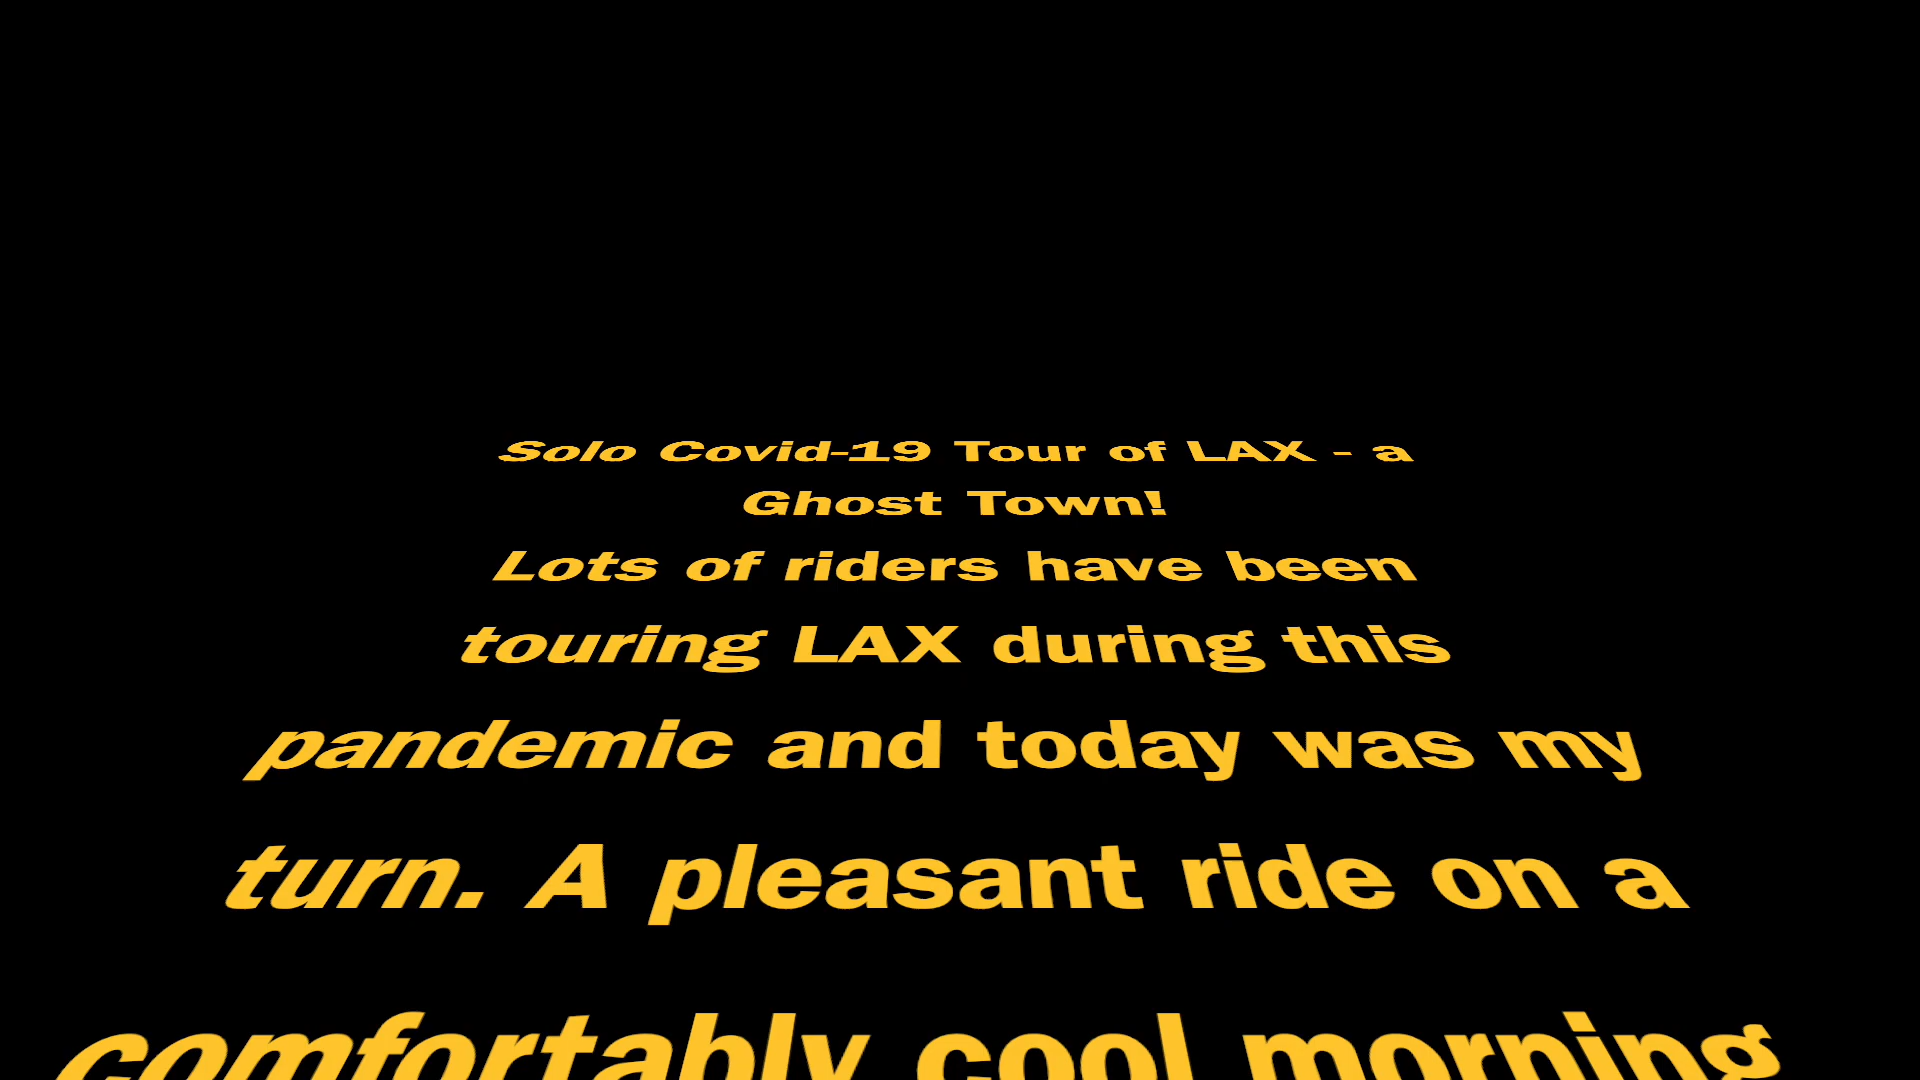 Solo Covid-19 Tour of LAX - a
Ghost Town!
Lots of riders have been
touring LAX during this
pandemic and today was my
turn. A pleasant ride on a
comfortably cool morning